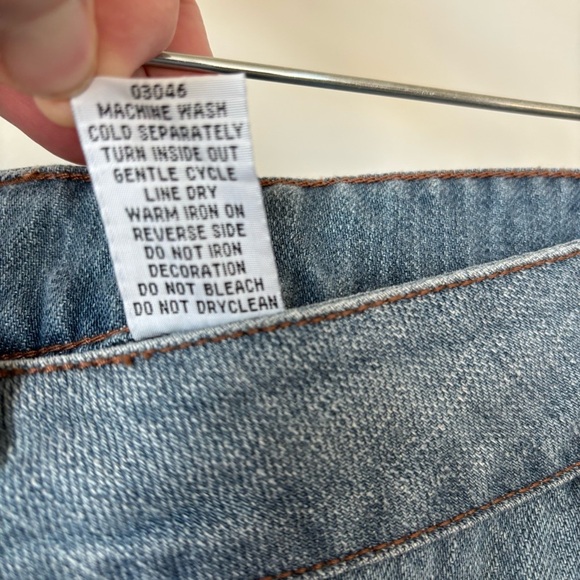 03046
MACHINE WASH
COLD SEPARATELY
TURN INSIDE OUT
GENTLE CYCLE
LINE DRY
WARM IRON ON
REVERSE SIDE
DO NOT IRON
DECORATION
DO NOT BLEACH
DO NOT DRYCLEAN